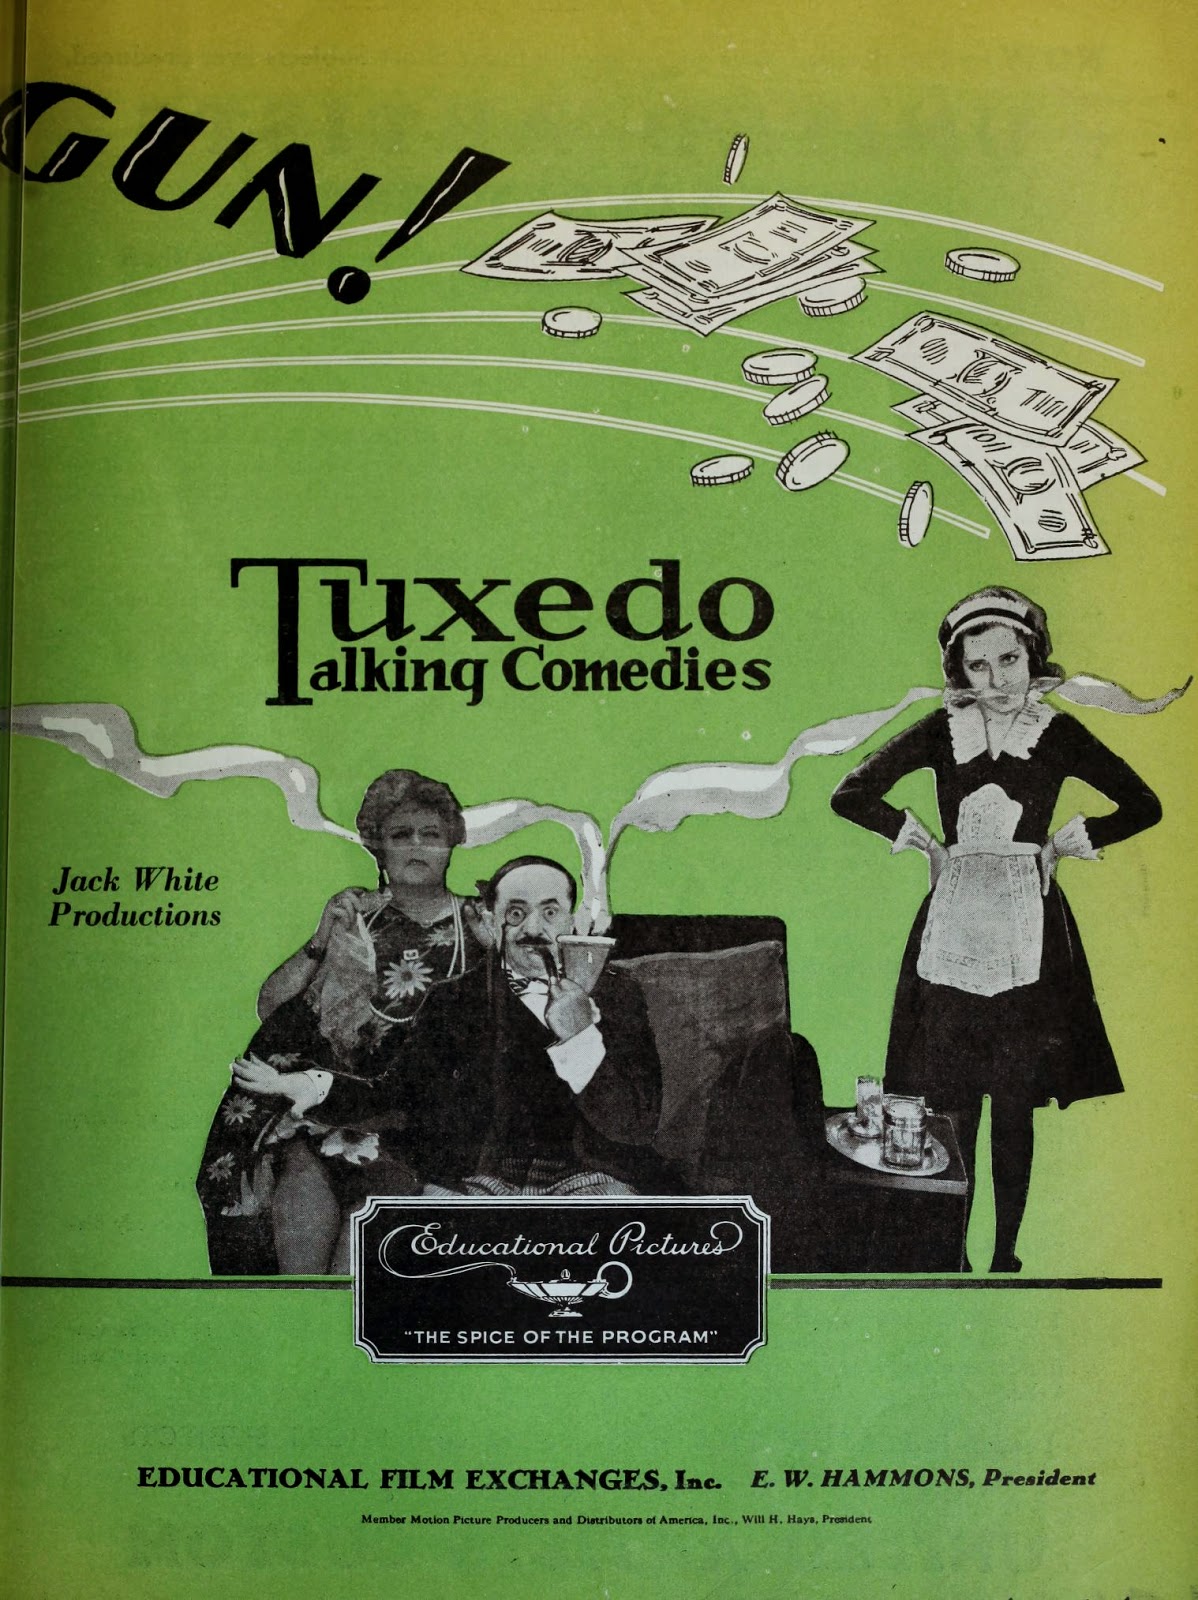 GUN!
Tuxedo
Talking Comedies
Jack White
Productions
Educational Pictures
"THE SPICE OF THE PROGRAM"
EDUCATIONAL FILM EXCHANGES, Inc. E. W. HAMMONS, President
Member Motion Picture Producers and Distributors of America, Inc., Will H. Hays, President